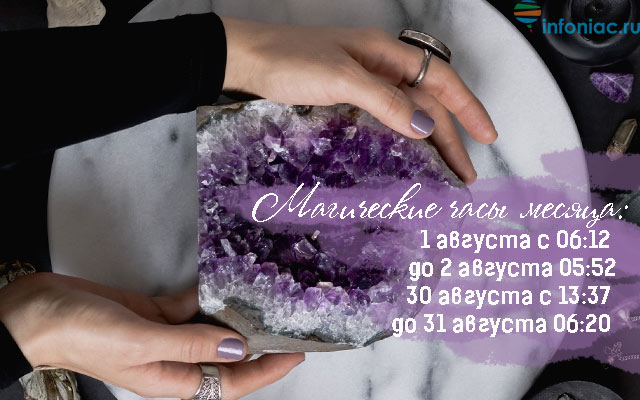 infoniac.ru
Магические часы месяца:
1 августа с 06:12
до 2 августа 05:52
30 августа с 13:37
до 31 августа 06:20